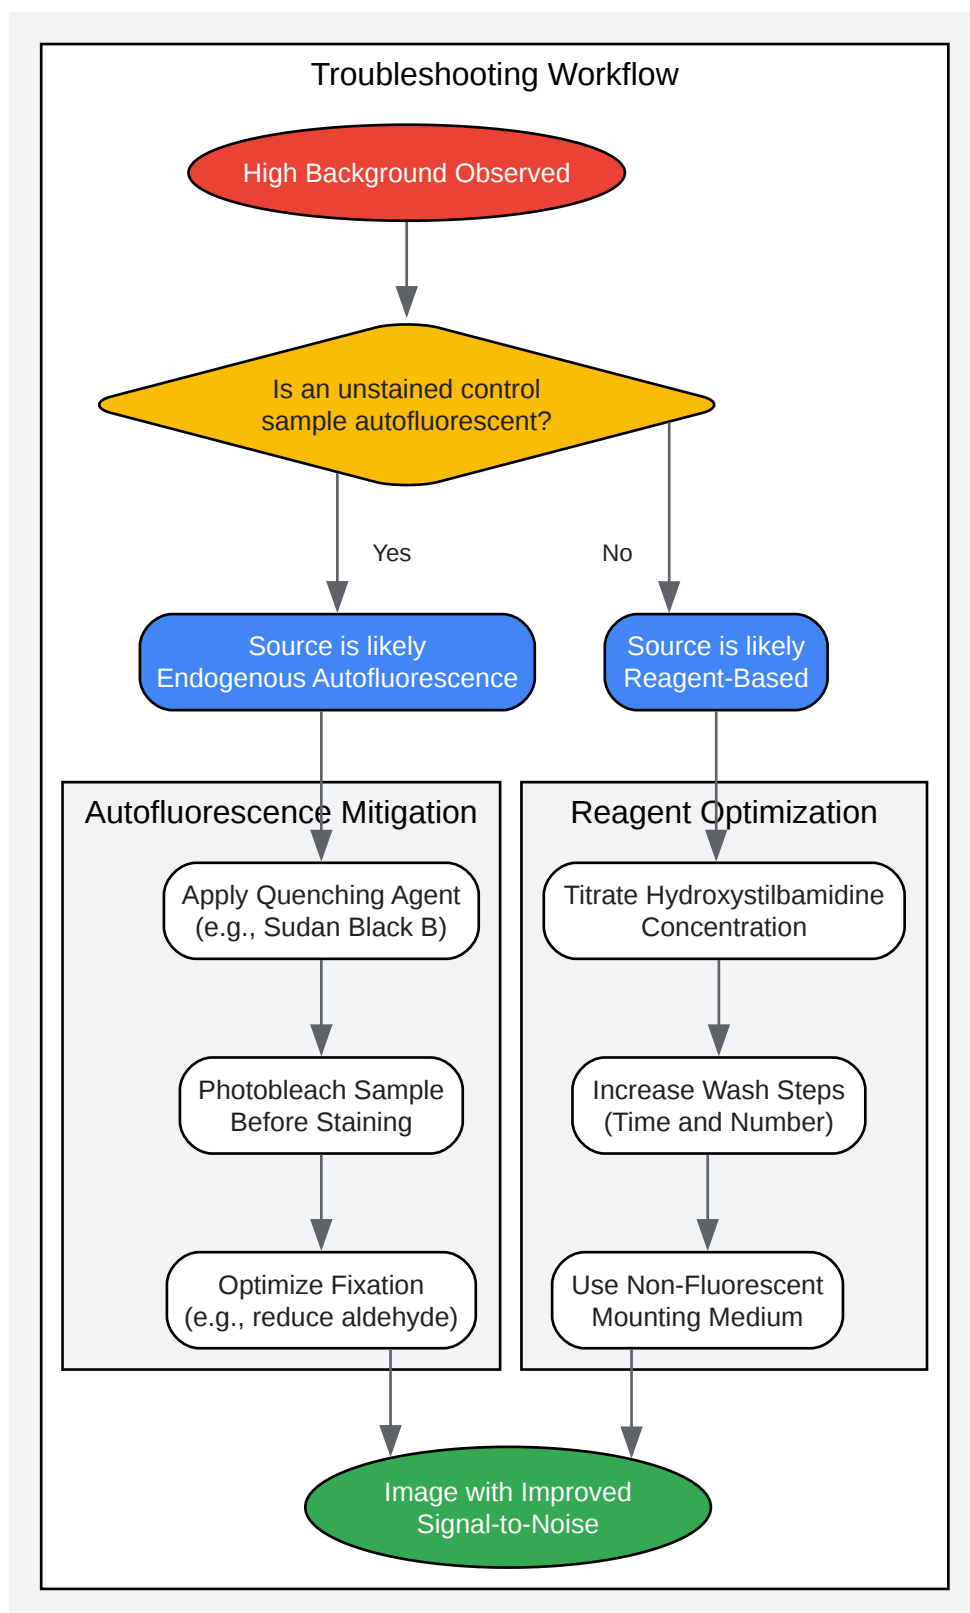 Troubleshooting Workflow
High Background Observed
Is an unstained control
sample autofluorescent?
Yes
No
Source is likely
Endogenous Autofluorescence
Source is likely
Reagent-Based
Autofluorescence Mitigation
Apply Quenching Agent
(e.g., Sudan Black B)
Photobleach Sample
Before Staining
Optimize Fixation
(e.g., reduce aldehyde)
Reagent Optimization
Titrate Hydroxystilbamidine
Concentration
Increase Wash Steps
(Time and Number)
Use Non-Fluorescent
Mounting Medium
Image with Improved
Signal-to-Noise